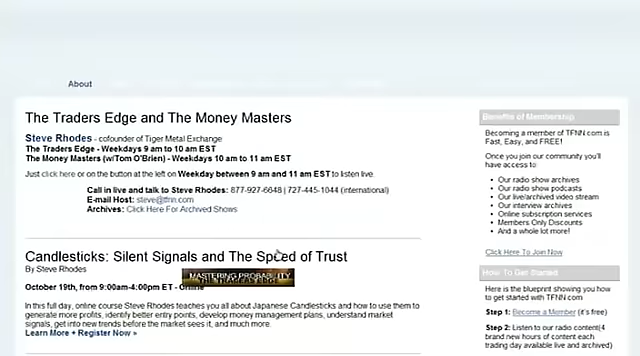 About
The Traders Edge and The Money Masters
Steve Rhodes - cofounder of Tiger Metal Exchange
The Traders Edge - Weekdays 9 am to 10 am EST
The Money Masters (w/Tom O'Brien) - Weekdays 10 am to 11 am EST
Just click here or on the button at the left on Weekday between 9 am and 11 am EST to listen live.
Call in live and talk to Steve Rhodes: 877-927-6648 | 727-445-1044 (international)
E-mail Host: steve@tfnn.com
Archives: Click Here For Archived Shows
Candlesticks: Silent Signals and The Speed of Trust
By Steve Rhodes
MASTERING PROBABILITY
THE TRADERS EDGE
October 19th, from 9:00am-4:00pm ET - Online
In this full day, online course Steve Rhodes teaches you all about Japanese Candlesticks and how to use them to
generate more profits, identify better entry points, develop money management plans, understand market
signals, get into new trends before the market sees it, and much more.
Learn More + Register Now »
Benefits of Membership
Becoming a member of TFNN.com is
Fast, Easy, and FREE!
Once you join our community you'll
have access to:
• Our radio show archives
• Our radio show podcasts
• Our live/archived video stream
• Our interview archives
• Online subscription services
• Members Only Discounts
• And a whole lot more!
Click Here To Join Now
How To Get Started
Here is the blueprint showing you how
to get started with TFNN.com
Step 1: Become a Member (it's free)
Step 2: Listen to our radio content(4
brand new hours of content each
trading day available live and archived)